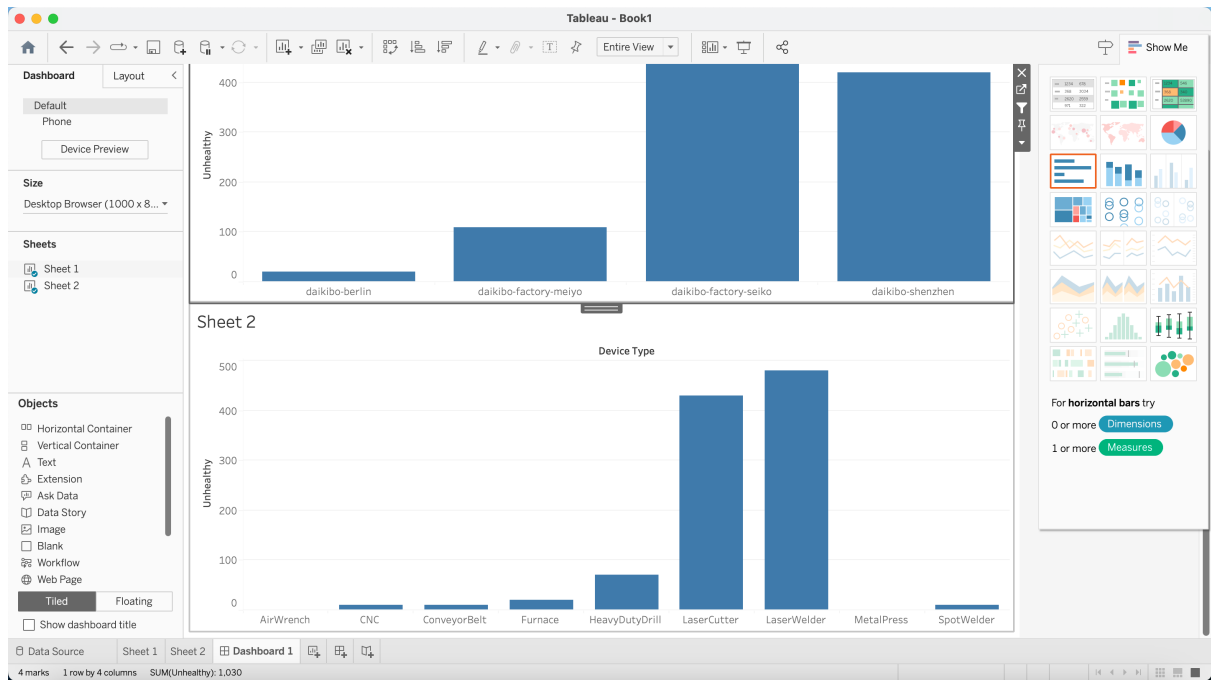 Tableau - Book1
Entire View
Show Me
Dashboard
Layout
Default
Phone
Device Preview
Size
Desktop Browser (1000 x 8...
Sheets
Sheet 1
Sheet 2
Objects
Horizontal Container
Vertical Container
Text
Extension
Ask Data
Data Story
Image
Blank
Workflow
Web Page
Tiled
Floating
Show dashboard title
400
300
200
100
0
Unhealthy
daikibo-berlin
daikibo-factory-meiyo
daikibo-factory-seiko
daikibo-shenzhen
Sheet 2
Device Type
500
400
300
200
100
0
Unhealthy
AirWrench
CNC
ConveyorBelt
Furnace
HeavyDutyDrill
LaserCutter
LaserWelder
MetalPress
SpotWelder
For horizontal bars try
0 or more Dimensions
1 or more Measures
Data Source
Sheet 1
Sheet 2
Dashboard 1
4 marks
1 row by 4 columns
SUM(Unhealthy): 1,030